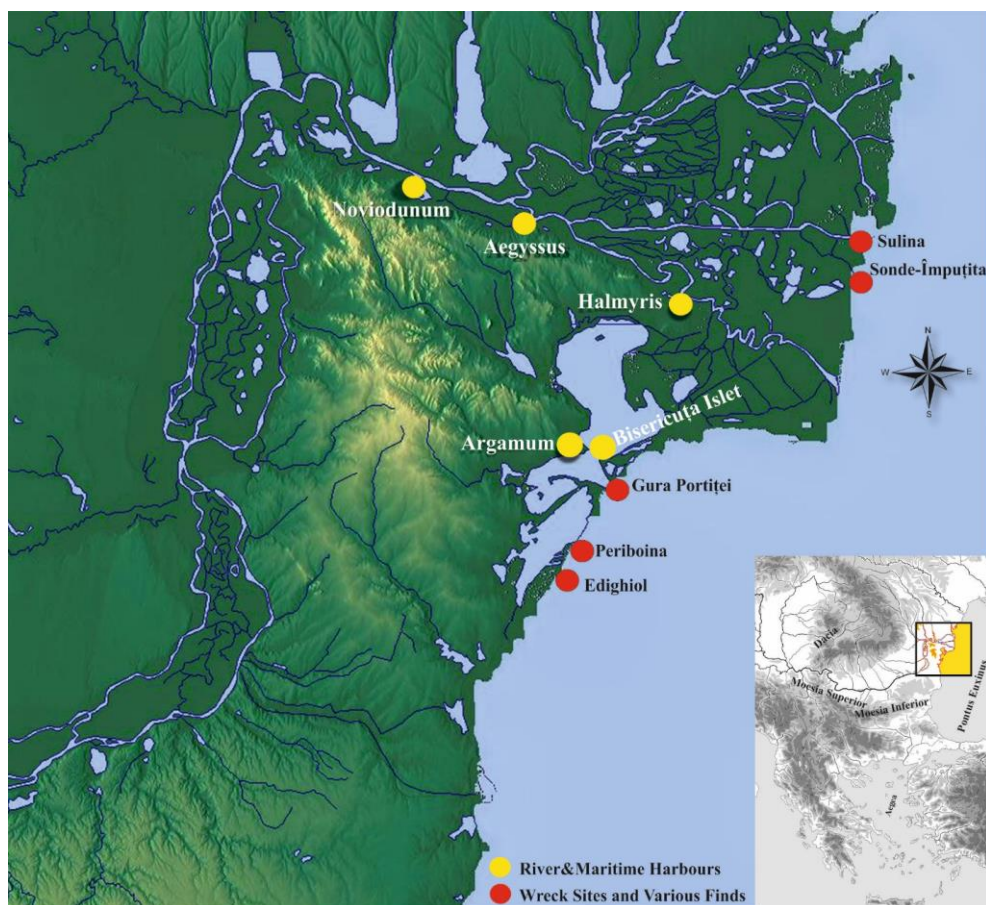 Noviodunum
Aegyssus
Sulina
Sonde-Împuțita
Halmyris
N
W
E
S
Bisericuța Islet
Argamum
Gura Portiței
Periboina
Edighiol
Dacia
Moesia Superior
Moesia Inferior
Pontus Euxinus
Aegea
River&Maritime Harbours
Wreck Sites and Various Finds